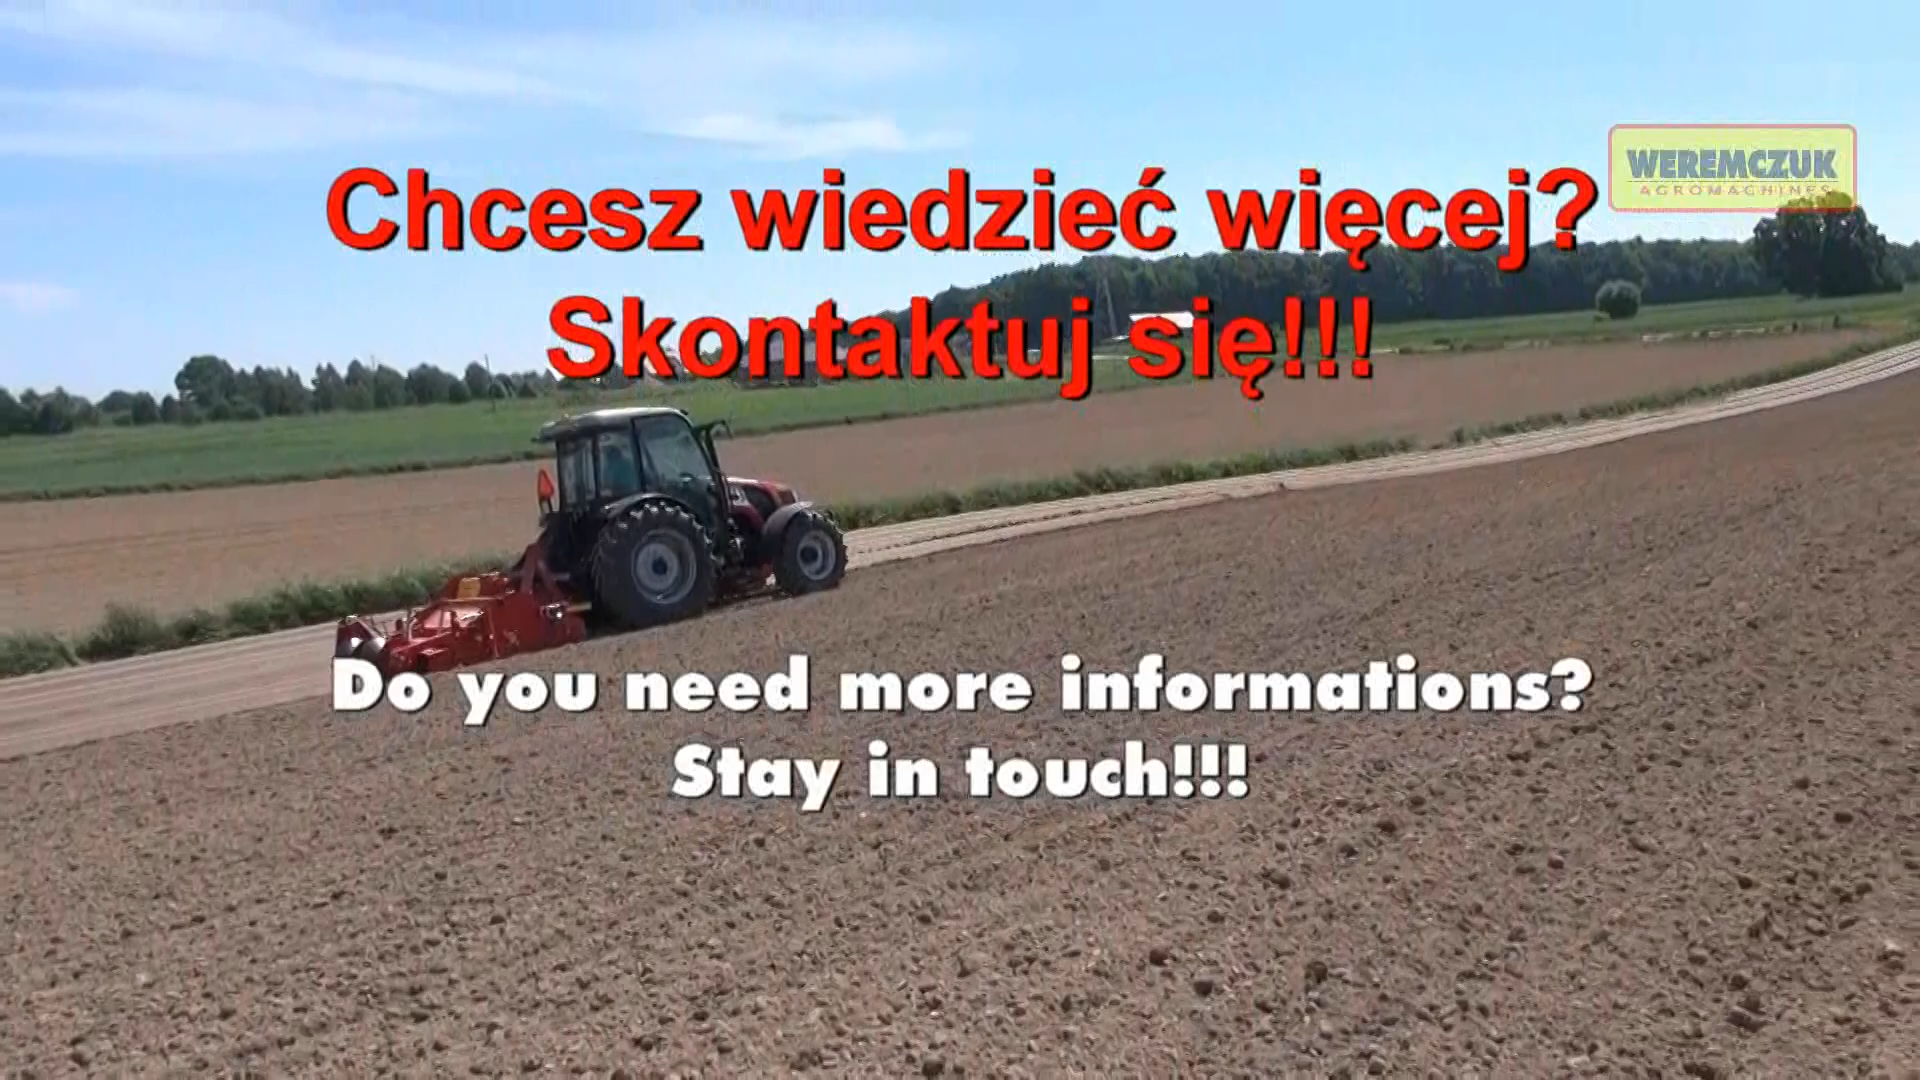 WEREMCZUK
AGROMACHINES
Chcesz wiedzieć więcej?
Skontaktuj się!!!
Do you need more informations?
Stay in touch!!!